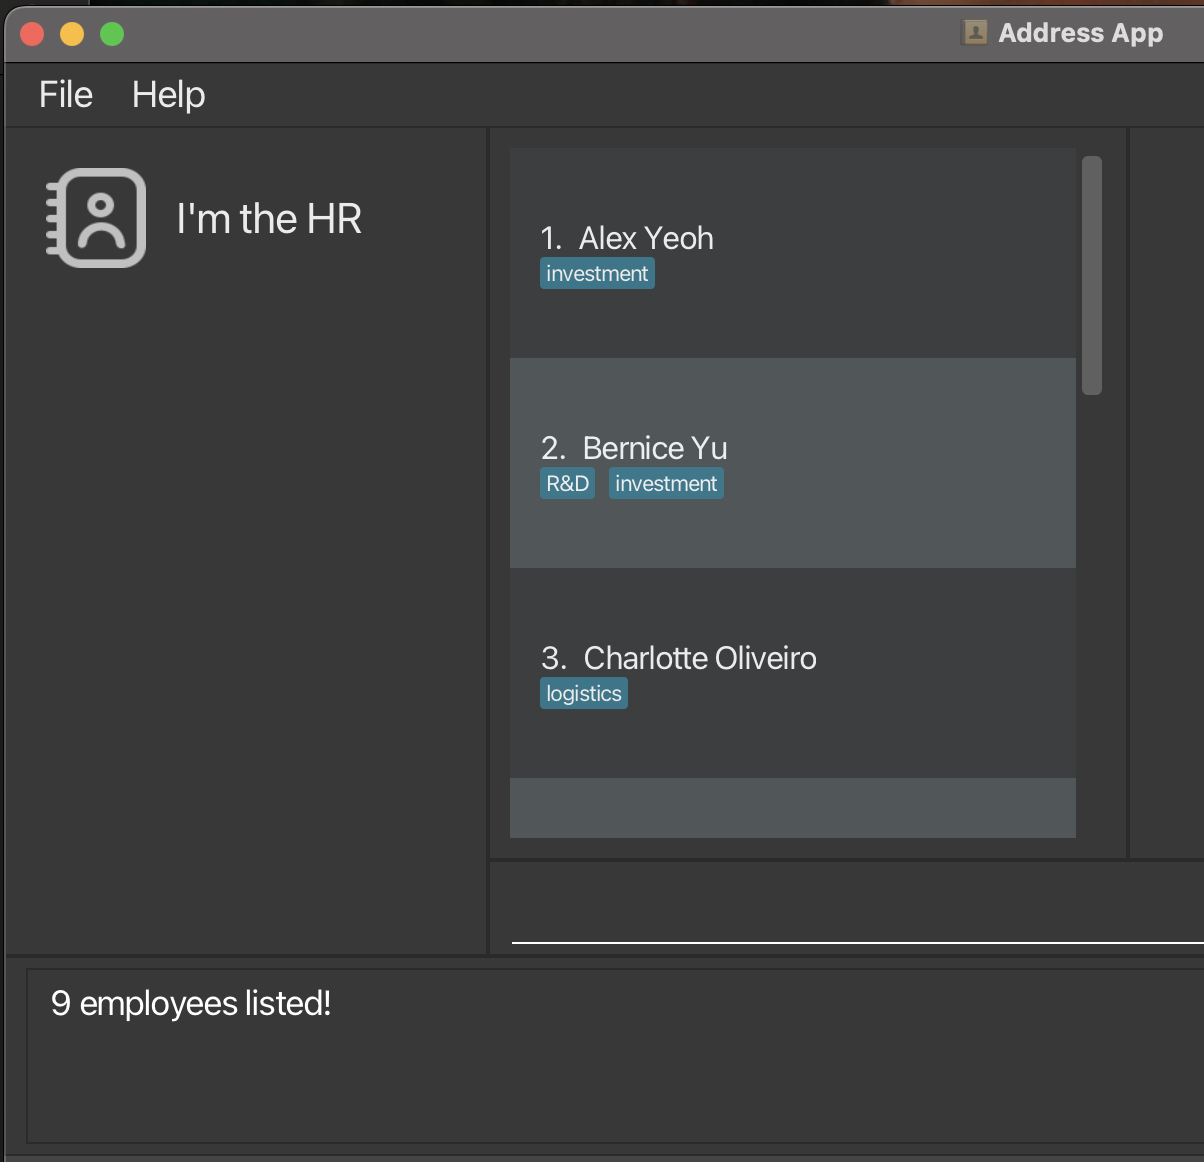 Address App
File Help
I'm the HR
1. Alex Yeoh
investment
2. Bernice Yu
R&D investment
3. Charlotte Oliveiro
logistics
9 employees listed!